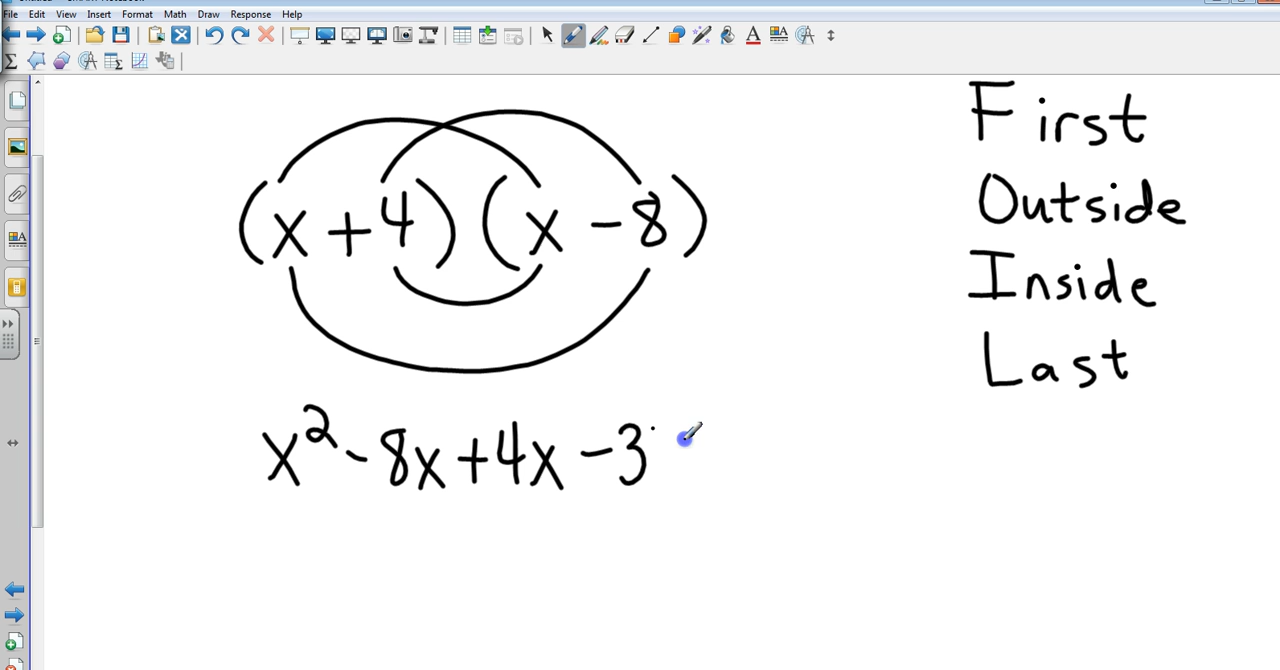 File Edit View Insert Format Math Draw Response Help
(x + 4) (x - 8)
x² - 8x + 4x - 3
First
Outside
Inside
Last